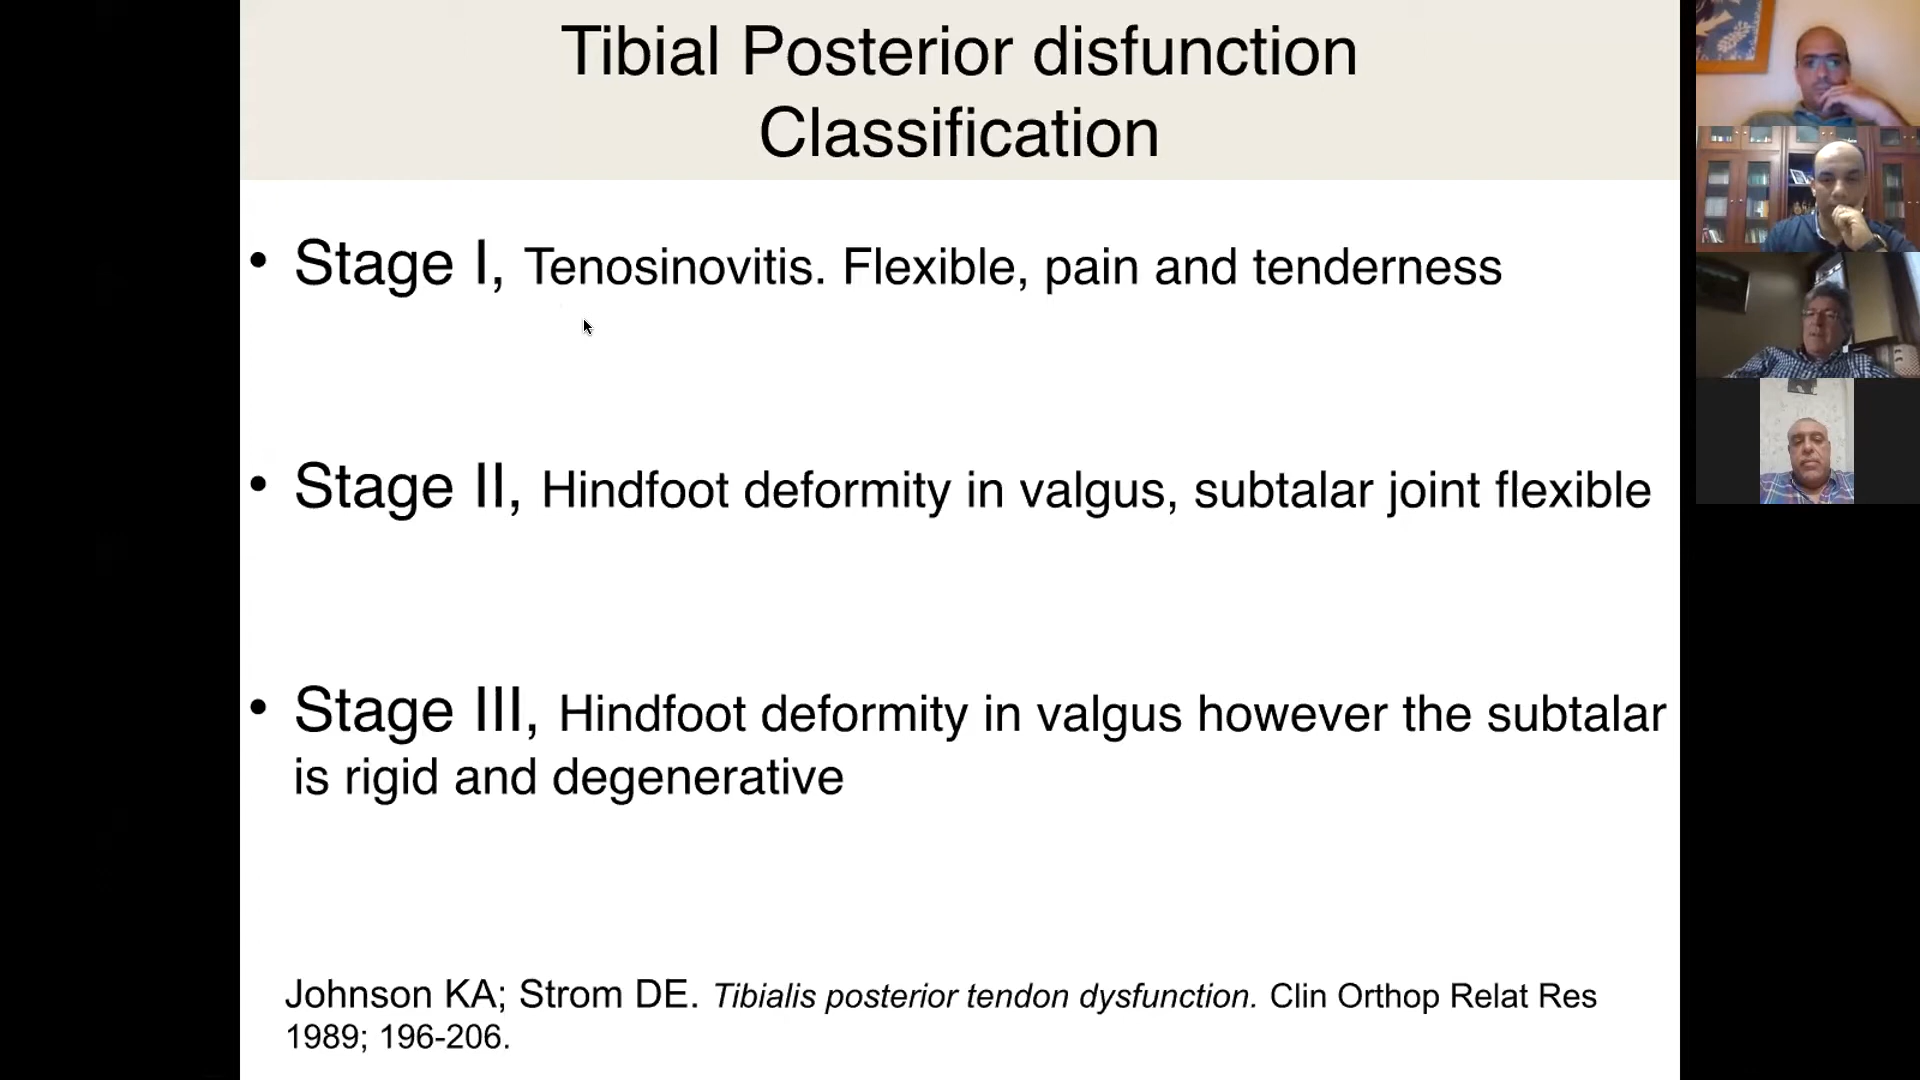 Tibial Posterior disfunction
Classification
• Stage I, Tenosinovitis. Flexible, pain and tenderness
• Stage II, Hindfoot deformity in valgus, subtalar joint flexible
• Stage III, Hindfoot deformity in valgus however the subtalar
is rigid and degenerative
Johnson KA; Strom DE. Tibialis posterior tendon dysfunction. Clin Orthop Relat Res
1989; 196-206.